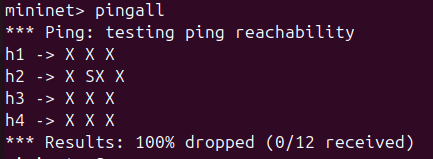 mininet> pingall
*** Ping: testing ping reachability
h1 -> X X X
h2 -> X SX X
h3 -> X X X
h4 -> X X X
*** Results: 100% dropped (0/12 received)